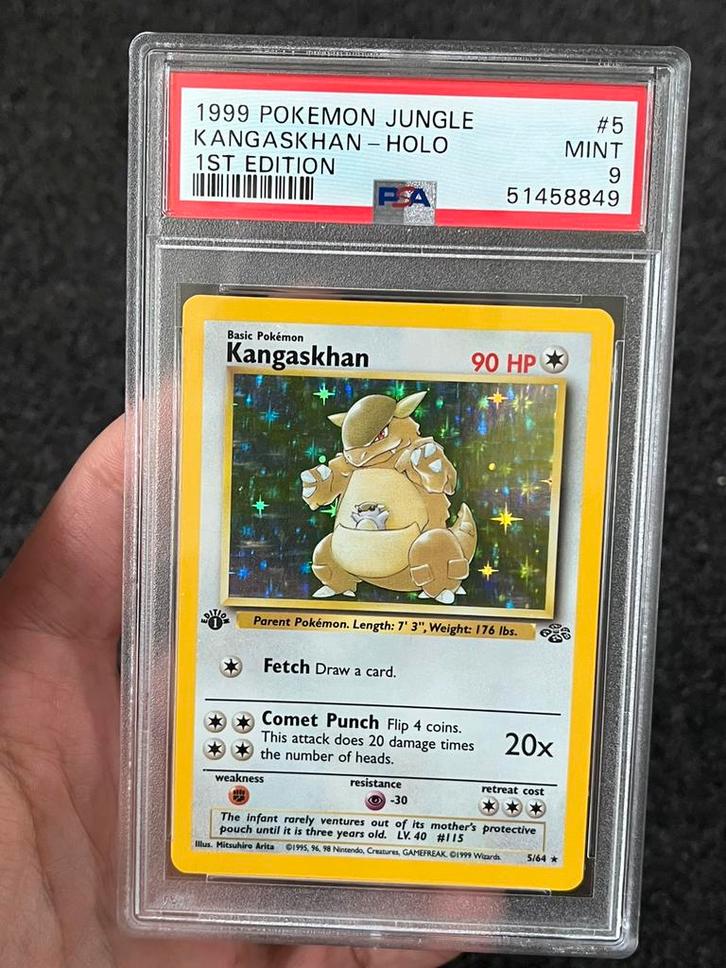 1999 POKEMON JUNGLE #5
KANGASKHAN - HOLO MINT
1ST EDITION 9
PSA 51458849
Basic Pokémon
Kangaskhan 90 HP
EDITION 1
Parent Pokémon. Length: 7' 3", Weight: 176 lbs.
Fetch Draw a card.
Comet Punch Flip 4 coins.
This attack does 20 damage times 20x
the number of heads.
weakness resistance retreat cost
-30
The infant rarely ventures out of its mother's protective
pouch until it is three years old. LV. 40 #115
Illus. Mitsuhiro Arita ©1995, 96, 98 Nintendo, Creatures, GAMEFREAK. ©1999 Wizards. 5/64 ★